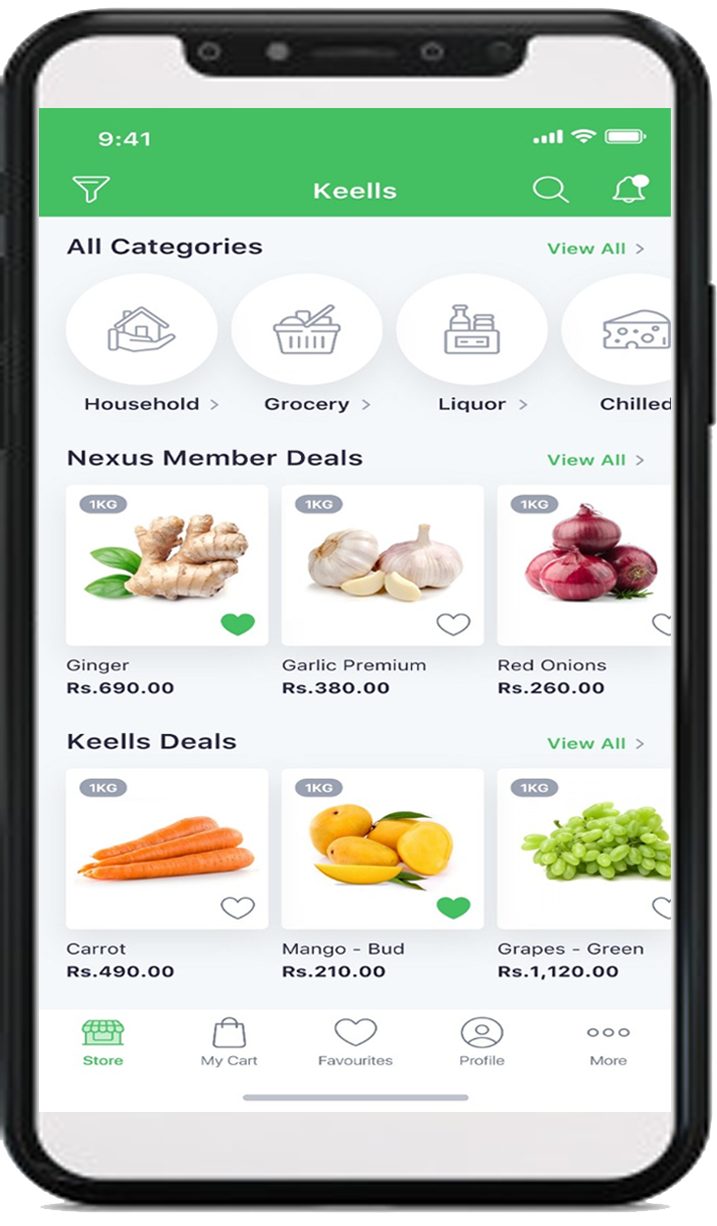 9:41
Keells
All Categories
View All >
Household >
Grocery >
Liquor >
Chilled
Nexus Member Deals
View All >
1KG
1KG
1KG
Ginger
Garlic Premium
Red Onions
Rs.690.00
Rs.380.00
Rs.260.00
Keells Deals
View All >
1KG
1KG
1KG
Carrot
Mango - Bud
Grapes - Green
Rs.490.00
Rs.210.00
Rs.1,120.00
Store
My Cart
Favourites
Profile
More